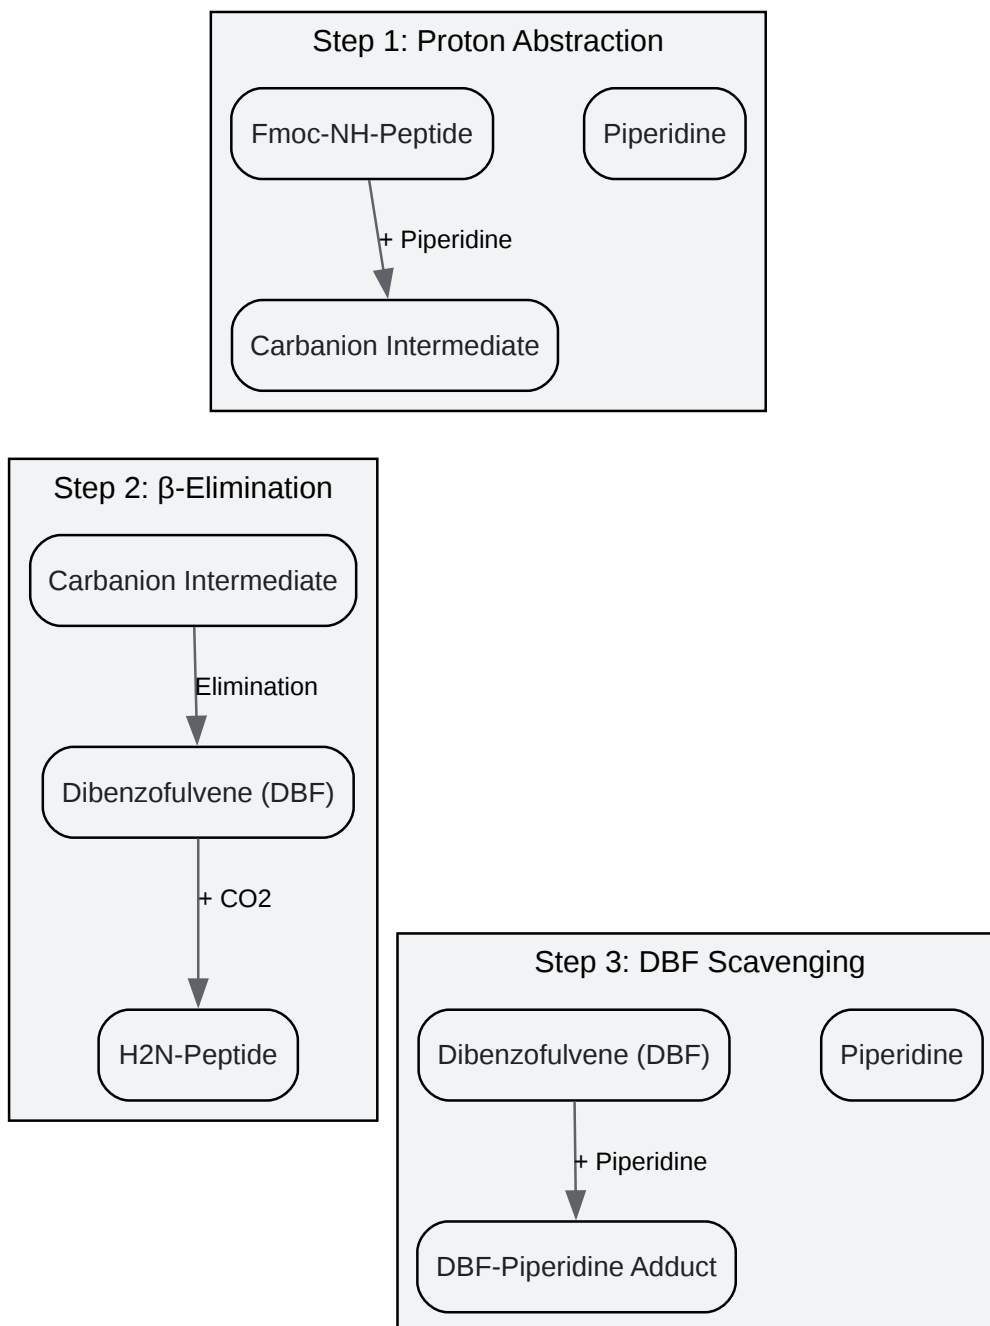 Step 1: Proton Abstraction
Fmoc-NH-Peptide
Piperidine
+ Piperidine
Carbanion Intermediate
Step 2: β-Elimination
Carbanion Intermediate
Elimination
Dibenzofulvene (DBF)
+ CO2
H2N-Peptide
Step 3: DBF Scavenging
Dibenzofulvene (DBF)
Piperidine
+ Piperidine
DBF-Piperidine Adduct